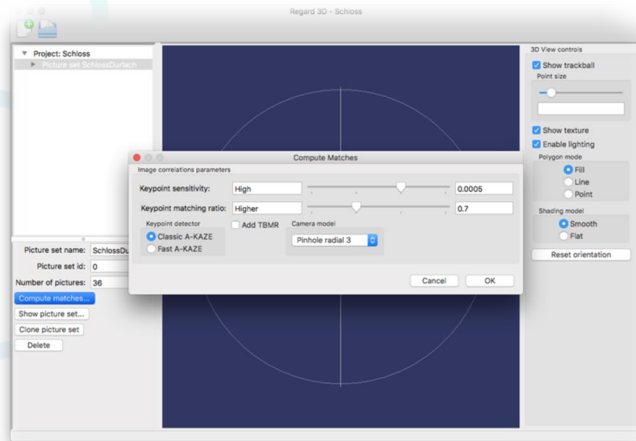 Regard 3D - Schloss
Project: Schloss
Picture set SchlossDurlach
3D View controls
Show trackball
Point size
Show texture
Enable lighting
Polygon mode
Fill
Line
Point
Shading model
Smooth
Flat
Reset orientation
Compute Matches
Image correlations parameters
Keypoint sensitivity: High 0.0005
Keypoint matching ratio: Higher 0.7
Keypoint detector
Add TBMR
Camera model
Classic A-KAZE
Fast A-KAZE
Pinhole radial 3
Cancel OK
Picture set name: SchlossDu
Picture set id: 0
Number of pictures: 36
Compute matches...
Show picture set...
Clone picture set
Delete